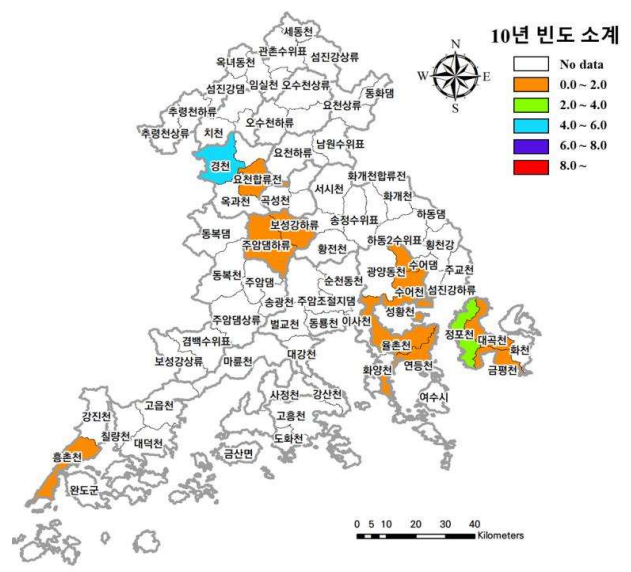 10년 빈도 소계
No data
0.0 ~ 2.0
2.0 ~ 4.0
4.0 ~ 6.0
6.0 ~ 8.0
8.0 ~
N
W
E
S
세동천
관촌수위표
섬진강상류
옥녀동천
섬진강댐
임실천
오수천상류
동화댐
추령천하류
요천상류
추령천상류
치천
오수천하류
남원수위표
경천
요천하류
요천합류전
화개천합류전
옥과천
곡성천
서시천
화개천
송정수위표
하동댐
동복댐
보성강하류
주암댐하류
황전천
하동2수위표
횡천강
동복천
주암댐
순천동천
광양동천
수어댐
주교천
송광천
주암조절지댐
수어천
섬진강하류
주암댐상류
벌교천
동룡천
이사천
성황천
정포천
대곡천
화천
겸백수위표
보성강상류
마륜천
대강천
율촌천
화양천
연등천
금평천
여수시
강진천
고읍천
사정천
강산천
고흥천
칠량천
대덕천
도화천
금산면
흥촌천
완도군
0 5 10 20 30 40
Kilometers